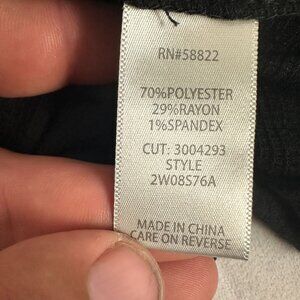 RN#58822
70%POLYESTER
29%RAYON
1%SPANDEX
CUT: 3004293
STYLE
2W08S76A
MADE IN CHINA
CARE ON REVERSE